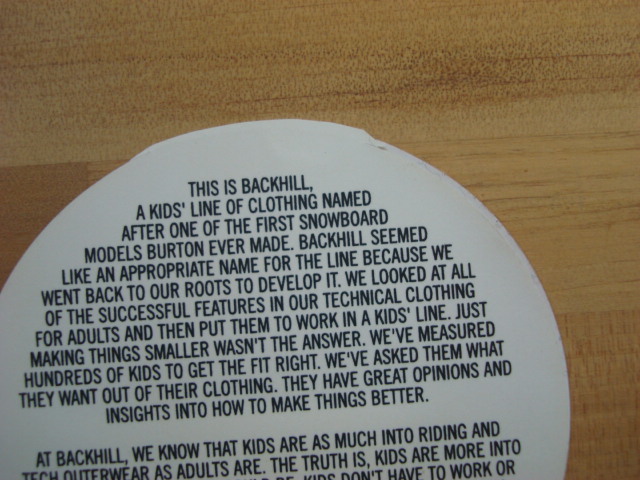 THIS IS BACKHILL,
A KIDS' LINE OF CLOTHING NAMED
AFTER ONE OF THE FIRST SNOWBOARD
MODELS BURTON EVER MADE. BACKHILL SEEMED
LIKE AN APPROPRIATE NAME FOR THE LINE BECAUSE WE
WENT BACK TO OUR ROOTS TO DEVELOP IT. WE LOOKED AT ALL
OF THE SUCCESSFUL FEATURES IN OUR TECHNICAL CLOTHING
FOR ADULTS AND THEN PUT THEM TO WORK IN A KIDS' LINE. JUST
MAKING THINGS SMALLER WASN'T THE ANSWER. WE'VE MEASURED
HUNDREDS OF KIDS TO GET THE FIT RIGHT. WE'VE ASKED THEM WHAT
THEY WANT OUT OF THEIR CLOTHING. THEY HAVE GREAT OPINIONS AND
INSIGHTS INTO HOW TO MAKE THINGS BETTER.
AT BACKHILL, WE KNOW THAT KIDS ARE AS MUCH INTO RIDING AND
TECH OUTERWEAR AS ADULTS ARE. THE TRUTH IS, KIDS ARE MORE INTO
KIDS DON'T HAVE TO WORK OR